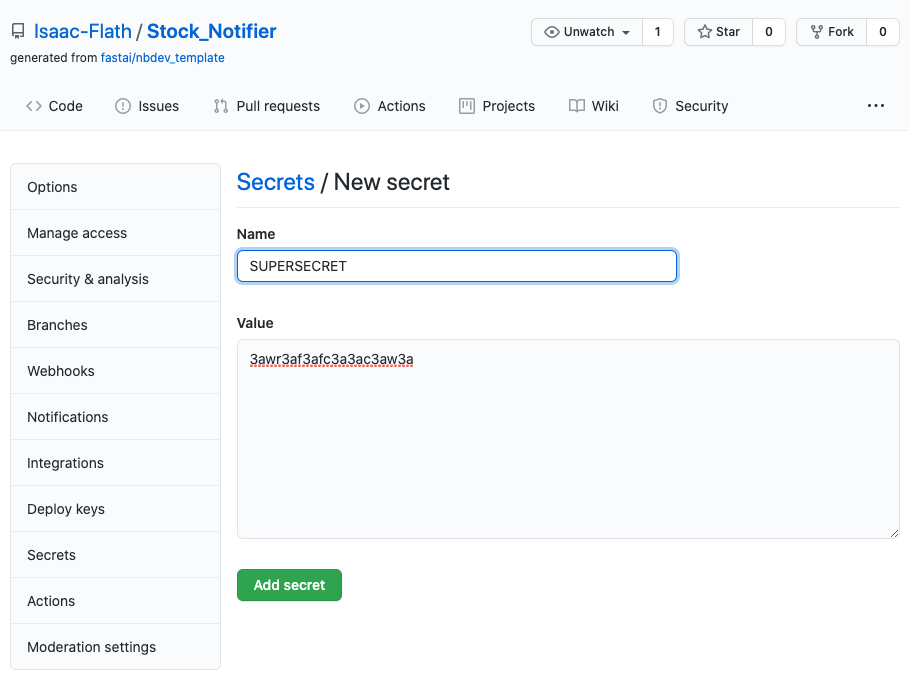 Isaac-Flath / Stock_Notifier
Unwatch 1 Star 0 Fork 0
generated from fastai/nbdev_template
Code Issues Pull requests Actions Projects Wiki Security ...
Options
Manage access
Security & analysis
Branches
Webhooks
Notifications
Integrations
Deploy keys
Secrets
Actions
Moderation settings
Secrets / New secret
Name
SUPERSECRET
Value
3awr3af3afc3a3ac3aw3a
Add secret